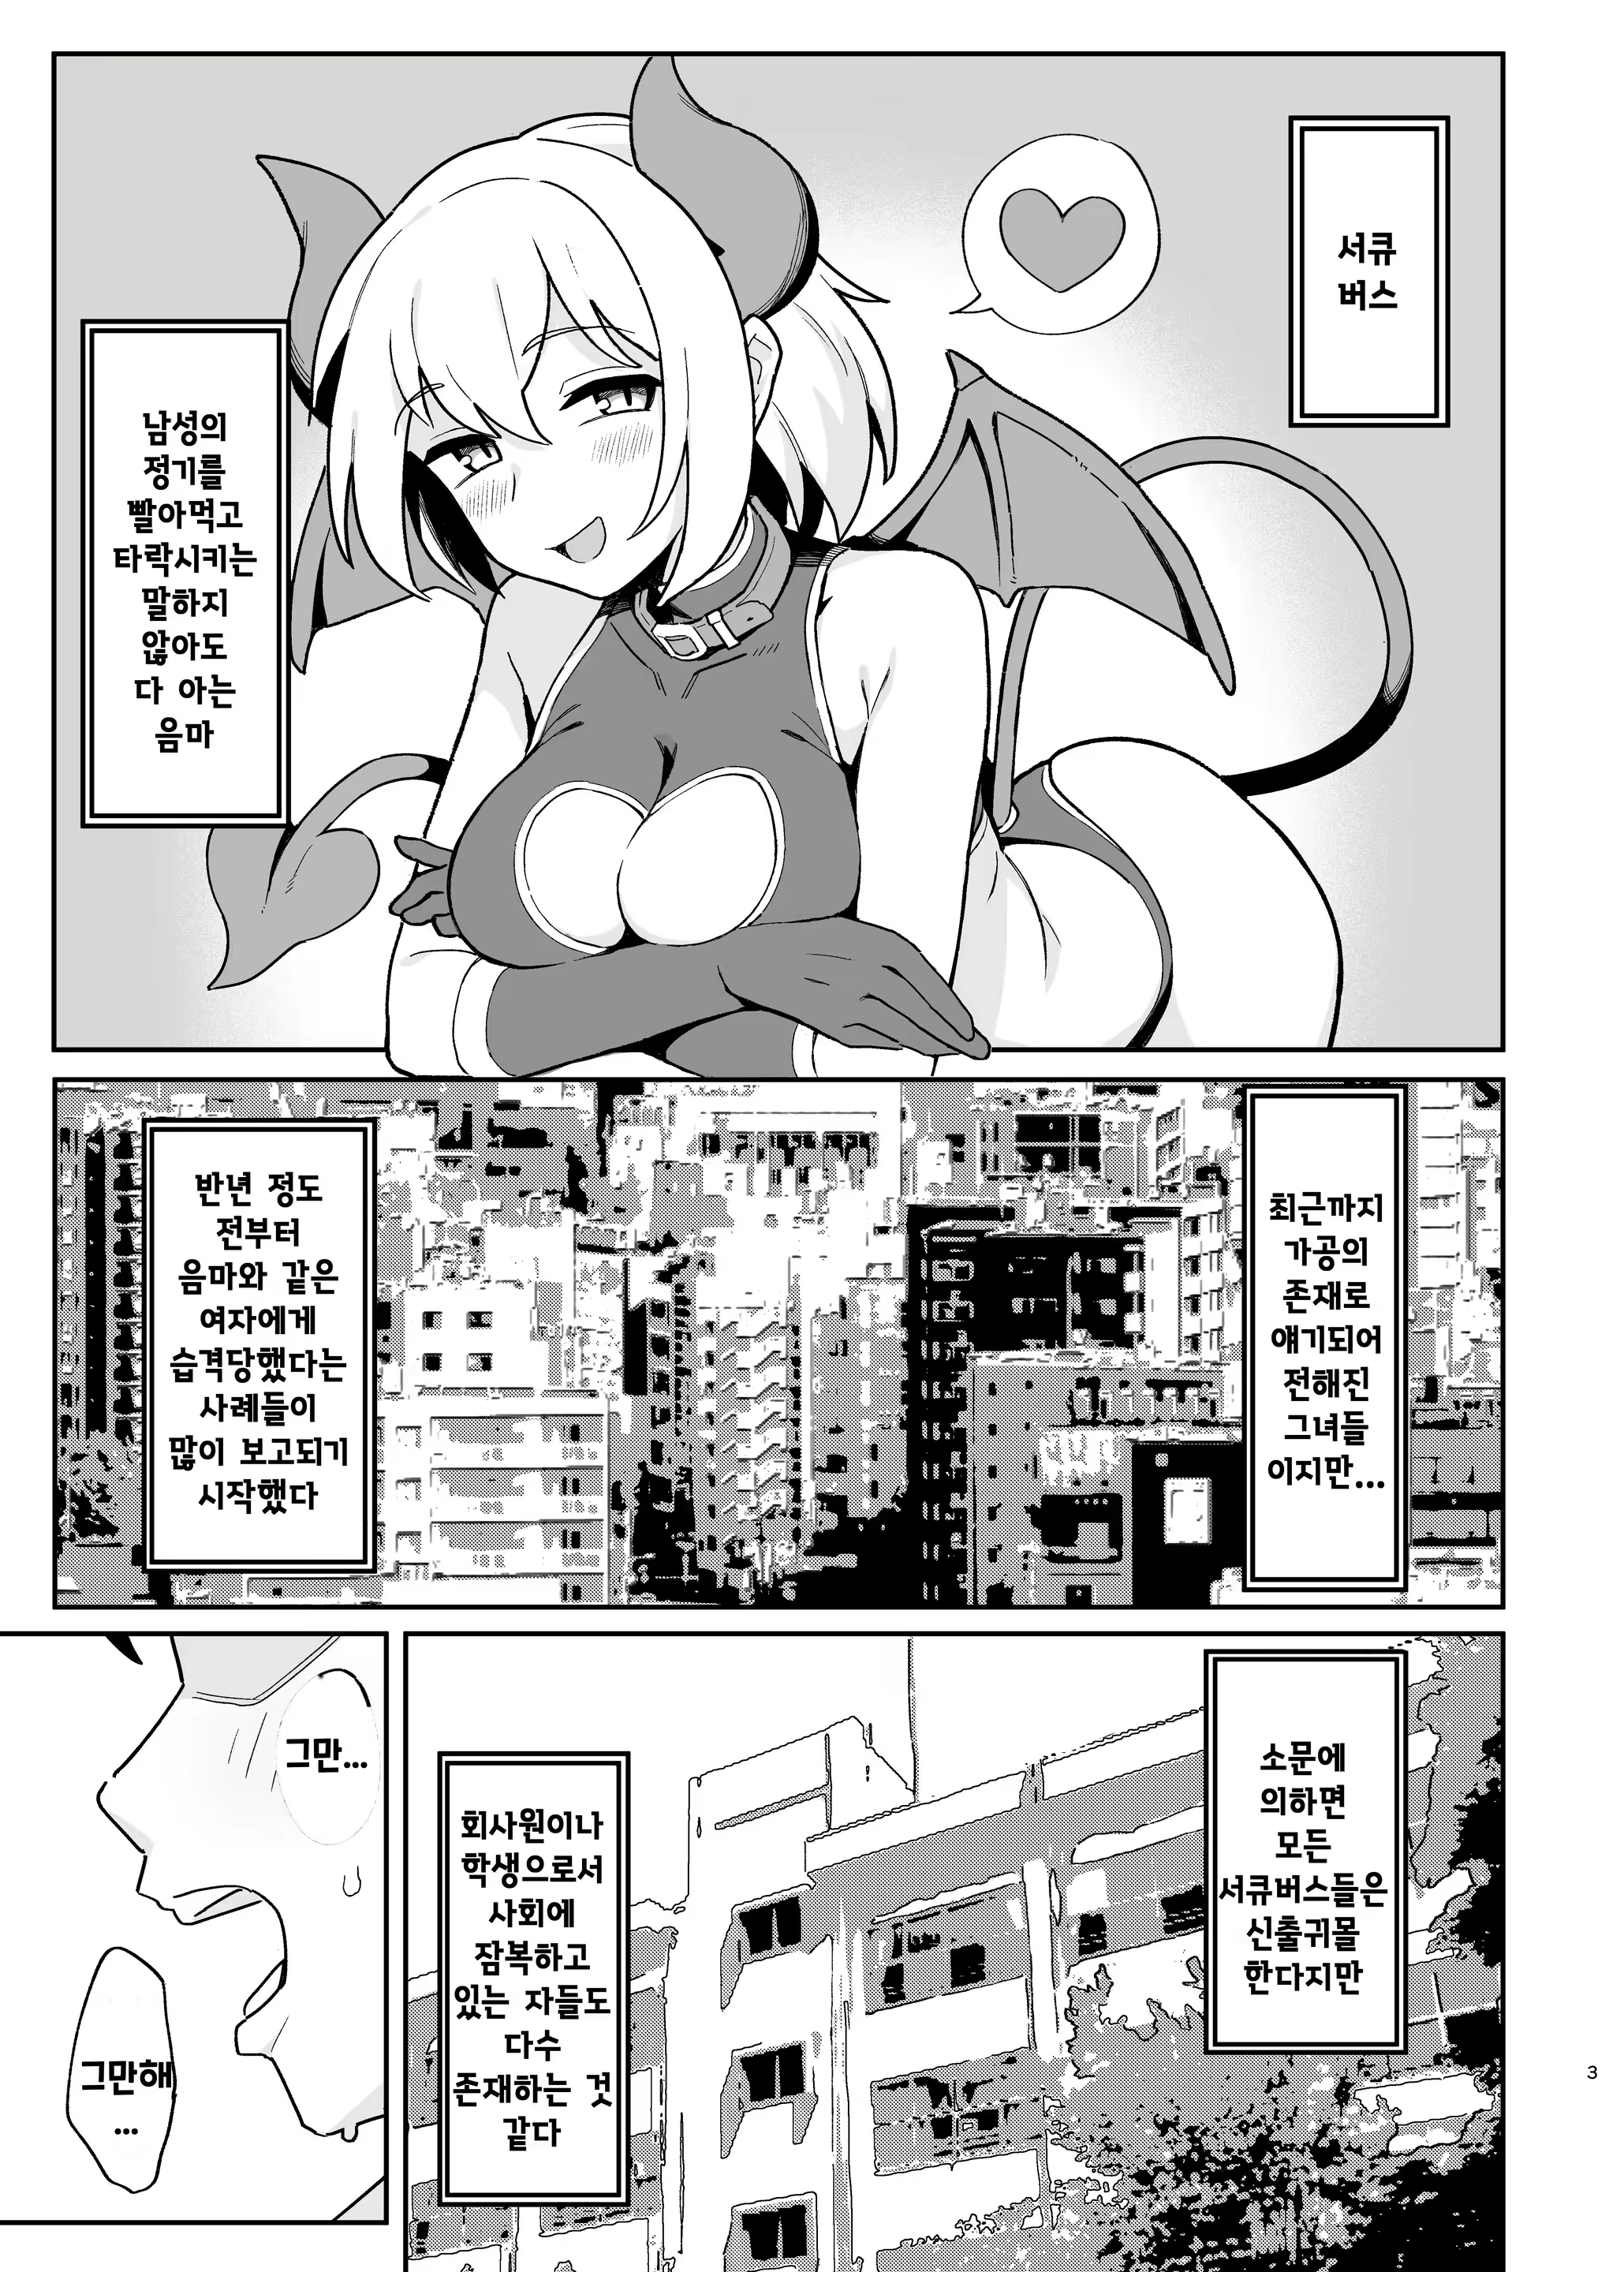 서큐
버스
남성의
정기를
빨아먹고
타락시키는
말하지
않아도
다 아는
음마
최근까지
가공의
존재로
얘기되어
전해진
그녀들
이지만...
반년 정도
전부터
음마와 같은
여자에게
습격당했다는
사례들이
많이 보고되기
시작했다
소문에
의하면
모든
서큐버스들은
신출귀몰
한다지만
회사원이나
학생으로서
사회에
잠복하고
있는 자들도
다수
존재하는 것
같다
그만...
그만해
...
3